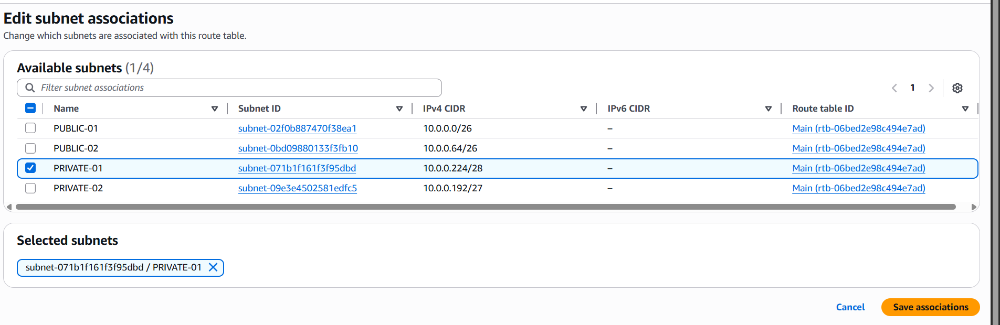 Edit subnet associations
Change which subnets are associated with this route table.
Available subnets (1/4)
Filter subnet associations
1
Name Subnet ID IPv4 CIDR IPv6 CIDR Route table ID
PUBLIC-01 subnet-02f0b887470f38ea1 10.0.0.0/26 – Main (rtb-06bed2e98c494e7ad)
PUBLIC-02 subnet-0bd09880133f3fb10 10.0.0.64/26 – Main (rtb-06bed2e98c494e7ad)
PRIVATE-01 subnet-071b1f161f3f95dbd 10.0.0.224/28 – Main (rtb-06bed2e98c494e7ad)
PRIVATE-02 subnet-09e3e4502581edfc5 10.0.0.192/27 – Main (rtb-06bed2e98c494e7ad)
Selected subnets
subnet-071b1f161f3f95dbd / PRIVATE-01
Cancel Save associations